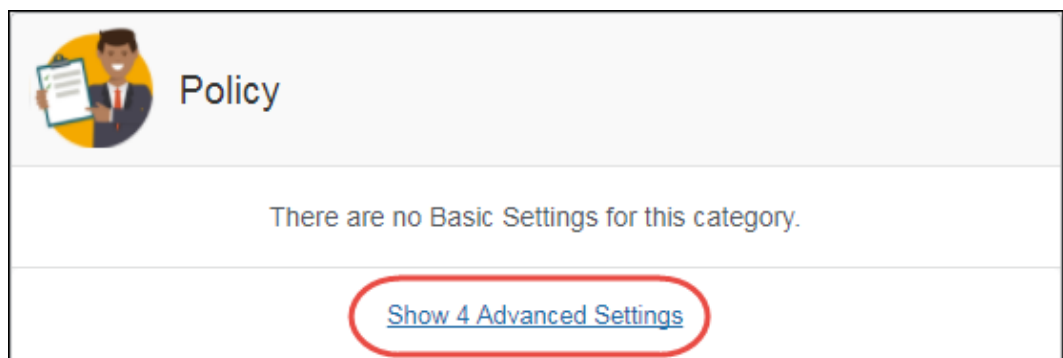 Policy
There are no Basic Settings for this category.
Show 4 Advanced Settings